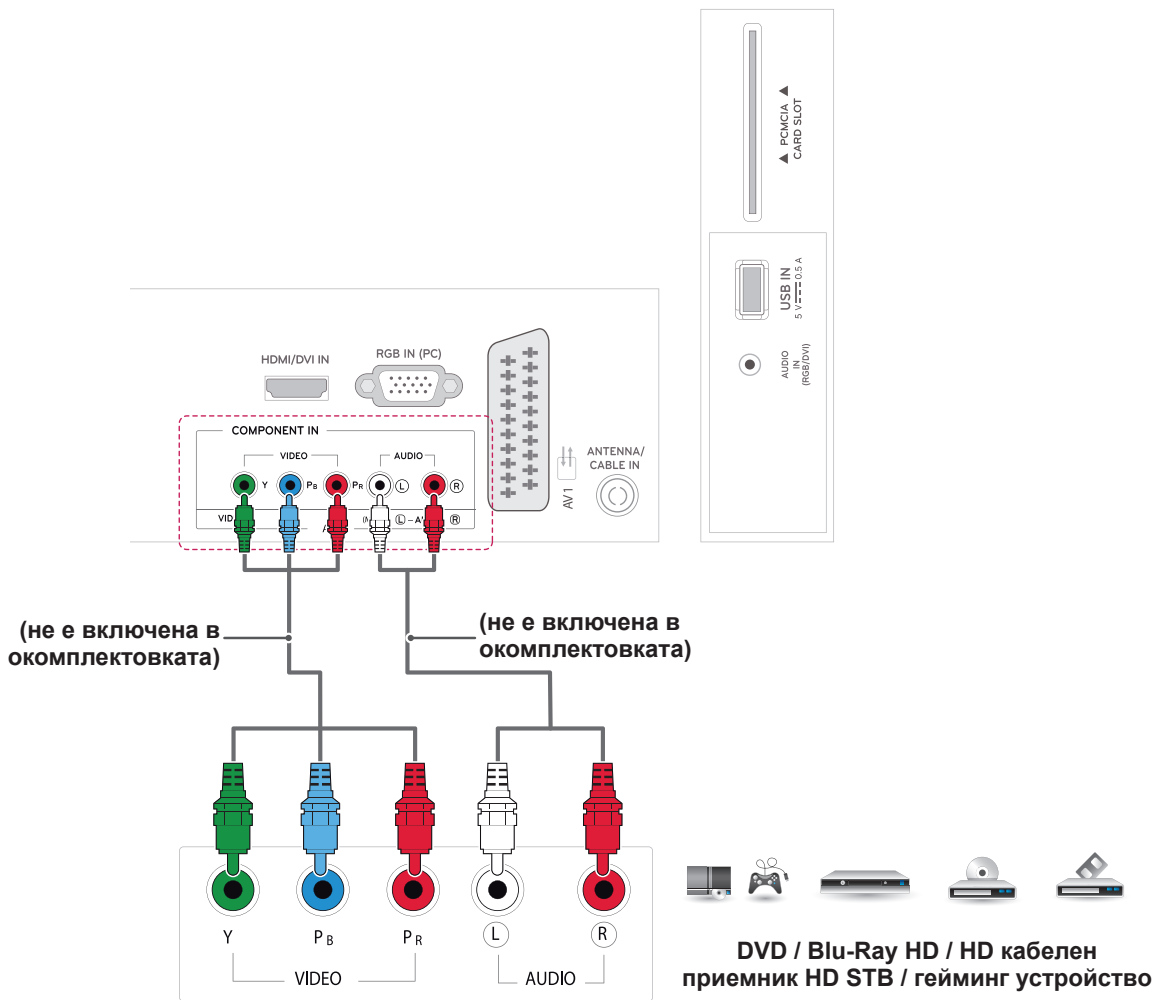 ▲ PCMCIA ▲
CARD SLOT
USB IN
5 V 0.5 A
AUDIO
IN
(RGB/DVI)
HDMI/DVI IN
RGB IN (PC)
COMPONENT IN
VIDEO
AUDIO
Y
PB
PR
L
R
VID
L
R
AV 1
ANTENNA/
CABLE IN
(не е включена в
окомплектовката)
(не е включена в
окомплектовката)
Y
PB
PR
L
R
VIDEO
AUDIO
DVD / Blu-Ray HD / HD кабелен
приемник HD STB / гейминг устройство